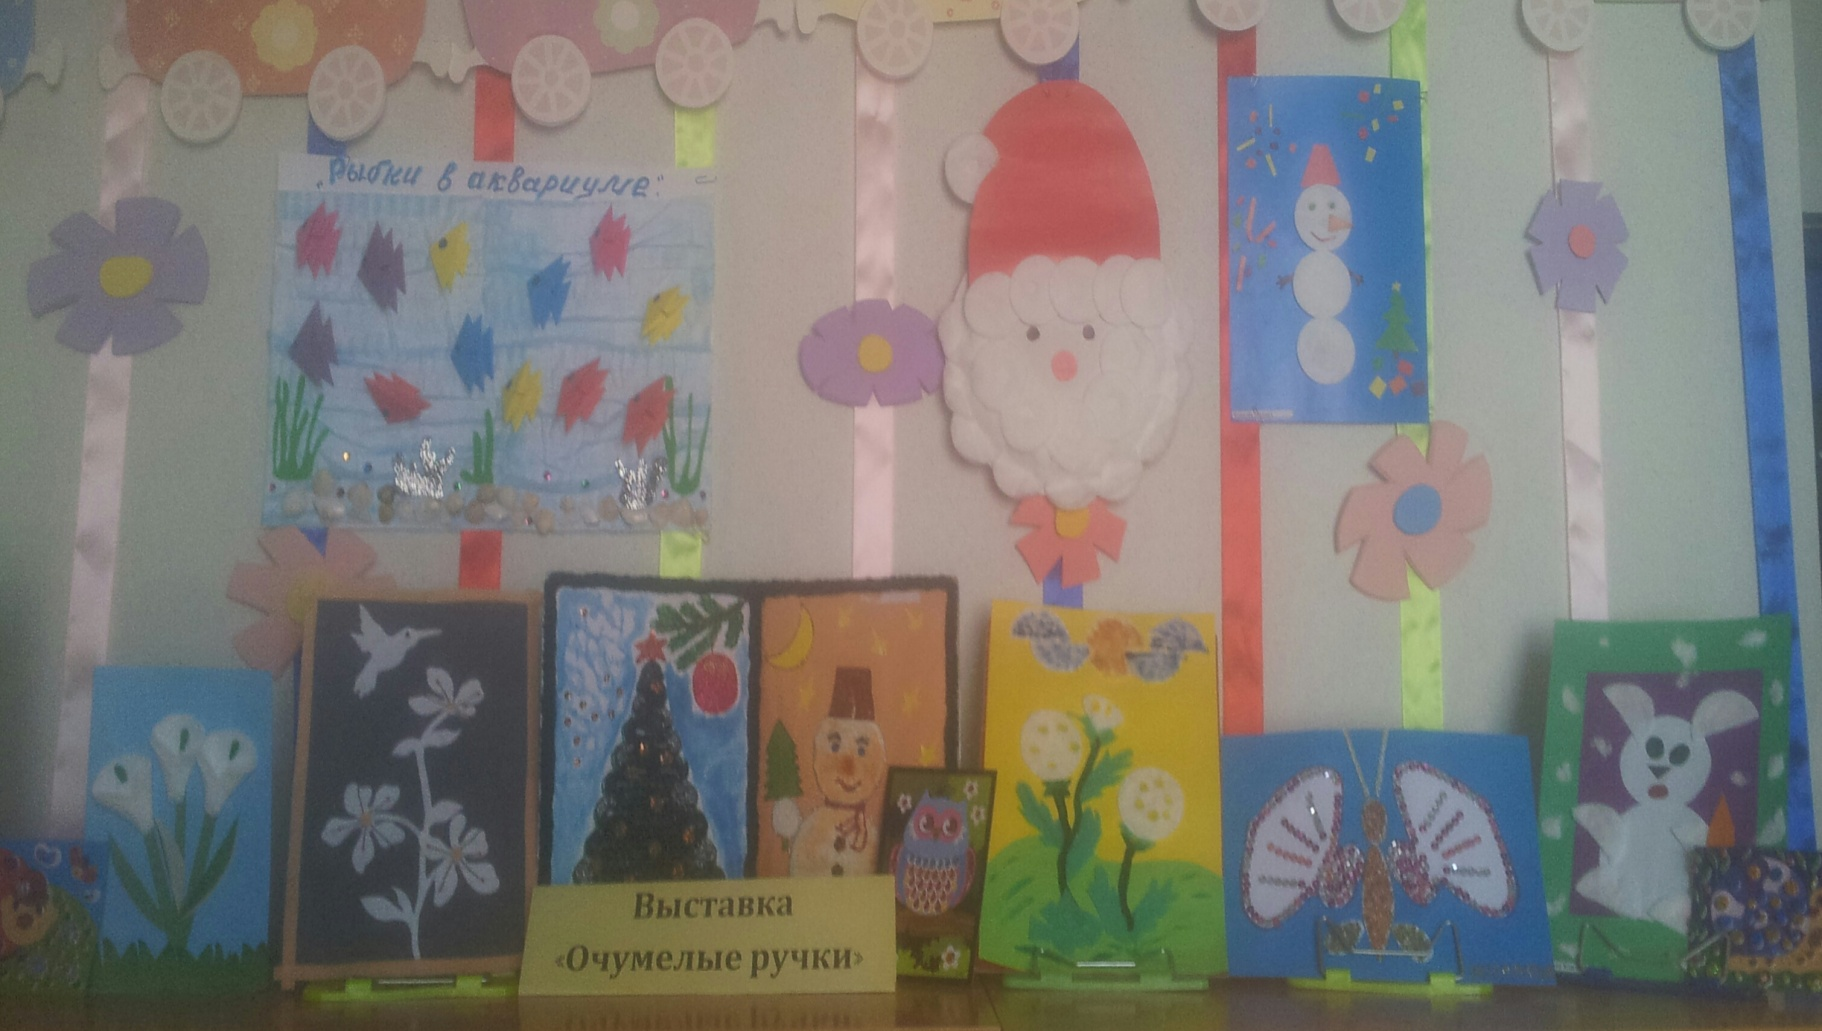 „Рыбки в аквариуме."
Выставка
«Очумелые ручки»